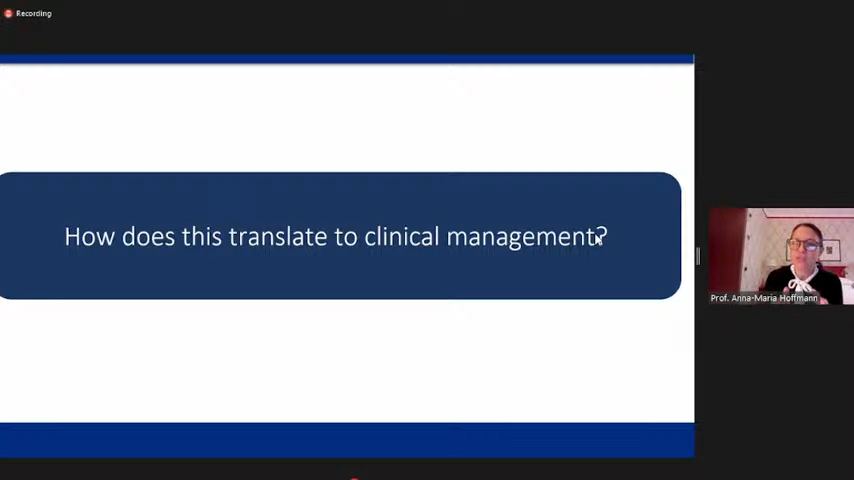 Recording
How does this translate to clinical management?
Prof. Anna-Maria Hoffmann